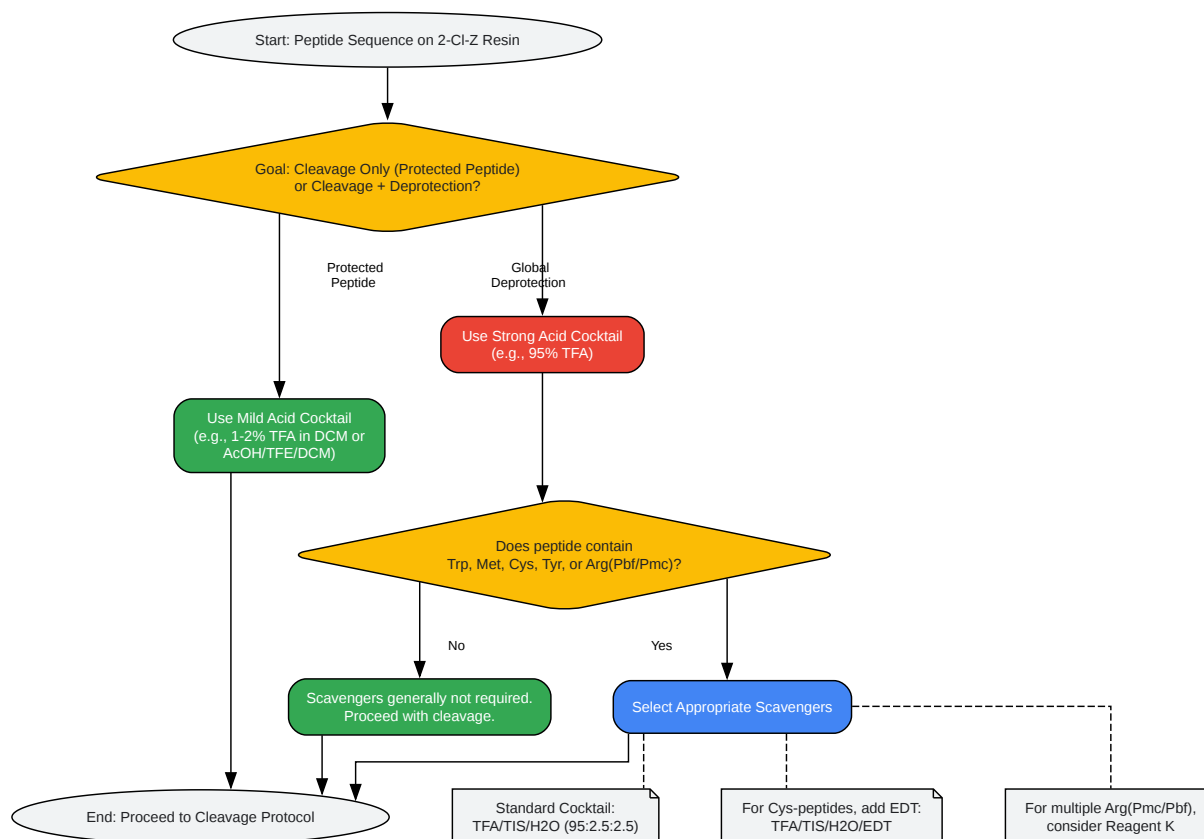 Start: Peptide Sequence on 2-Cl-Z Resin
Goal: Cleavage Only (Protected Peptide)
or Cleavage + Deprotection?
Protected
Peptide
Global
Deprotection
Use Strong Acid Cocktail
(e.g., 95% TFA)
Use Mild Acid Cocktail
(e.g., 1-2% TFA in DCM or
AcOH/TFE/DCM)
Does peptide contain
Trp, Met, Cys, Tyr, or Arg(Pbf/Pmc)?
No
Yes
Scavengers generally not required.
Proceed with cleavage.
Select Appropriate Scavengers
End: Proceed to Cleavage Protocol
Standard Cocktail:
TFA/TIS/H2O (95:2.5:2.5)
For Cys-peptides, add EDT:
TFA/TIS/H2O/EDT
For multiple Arg(Pmc/Pbf),
consider Reagent K